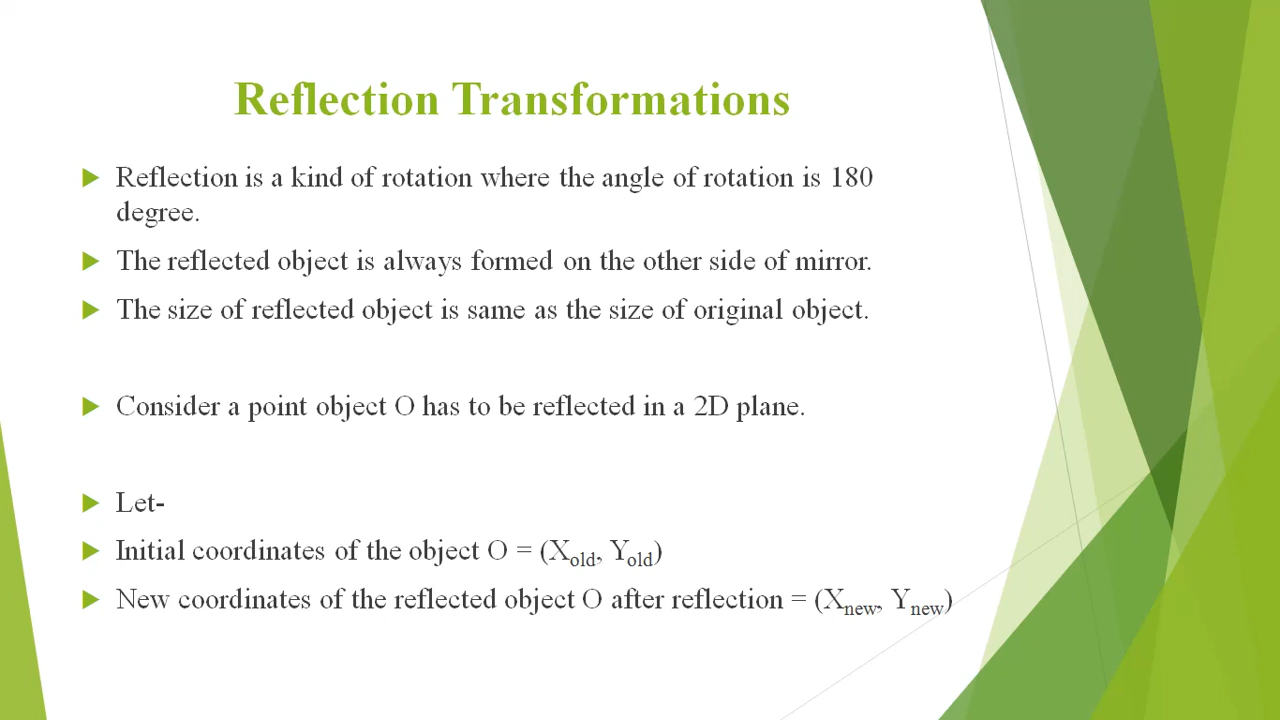 Reflection Transformations
Reflection is a kind of rotation where the angle of rotation is 180
degree.
The reflected object is always formed on the other side of mirror.
The size of reflected object is same as the size of original object.
Consider a point object O has to be reflected in a 2D plane.
Let-
Initial coordinates of the object O = (Xold, Yold)
New coordinates of the reflected object O after reflection = (Xnew, Ynew)